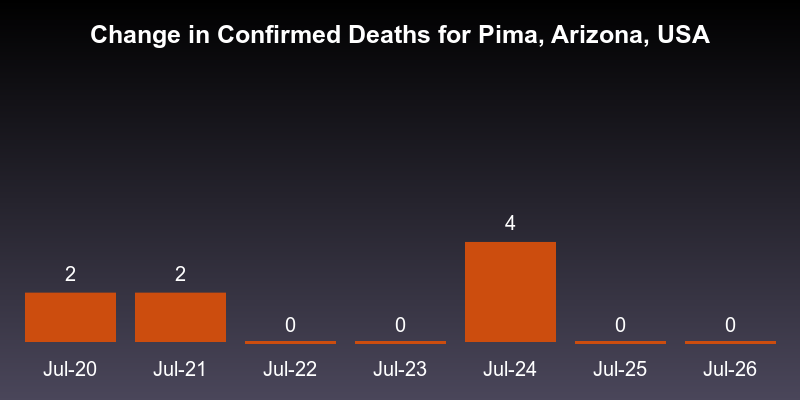 Change in Confirmed Deaths for Pima, Arizona, USA
4
2 2
0 0 0 0
Jul-20 Jul-21 Jul-22 Jul-23 Jul-24 Jul-25 Jul-26